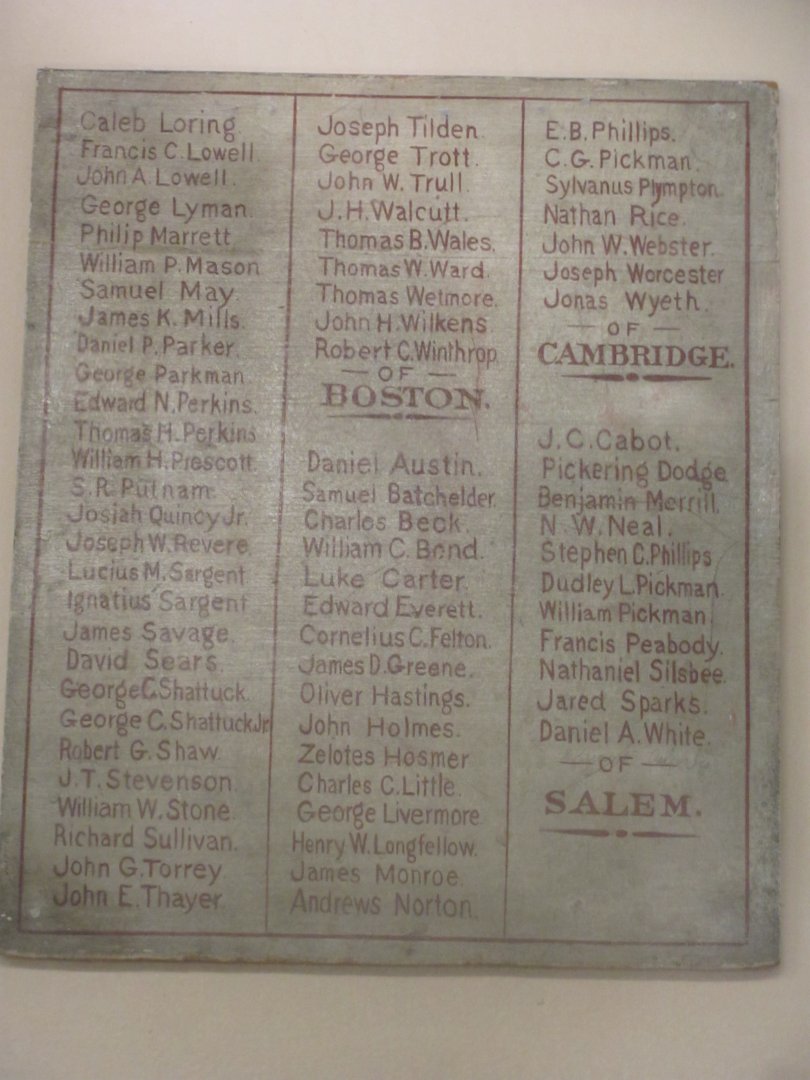 Caleb Loring.
Francis C. Lowell.
John A. Lowell.
George Lyman.
Philip Marrett.
William P. Mason
Samuel May.
James K. Mills.
Daniel P. Parker.
George Parkman.
Edward N. Perkins.
Thomas H. Perkins
William H. Prescott.
S. R. Putnam.
Josiah Quincy Jr.
Joseph W. Revere.
Lucius M. Sargent
Ignatius Sargent
James Savage.
David Sears.
George C. Shattuck.
George C. Shattuck Jr
Robert G. Shaw
J. T. Stevenson.
William W. Stone.
Richard Sullivan.
John G. Torrey.
John E. Thayer.
Joseph Tilden.
George Trott.
John W. Trull.
J. H. Walcutt.
Thomas B. Wales.
Thomas W. Ward.
Thomas Wetmore.
John H. Wilkens
Robert C. Winthrop
— OF —
BOSTON.
Daniel Austin.
Samuel Batchelder.
Charles Beck.
William C. Bond.
Luke Carter.
Edward Everett.
Cornelius C. Felton.
James D. Greene.
Oliver Hastings.
John Holmes.
Zelotes Hosmer
Charles C. Little.
George Livermore
Henry W. Longfellow.
James Monroe.
Andrews Norton.
E. B. Phillips.
C. G. Pickman.
Sylvanus Plympton.
Nathan Rice.
John W. Webster.
Joseph Worcester
Jonas Wyeth.
— OF —
CAMBRIDGE.
J. C. Cabot.
Pickering Dodge.
Benjamin Merrill.
N. W. Neal.
Stephen C. Phillips
Dudley L. Pickman.
William Pickman.
Francis Peabody.
Nathaniel Silsbee.
Jared Sparks.
Daniel A. White.
— OF —
SALEM.